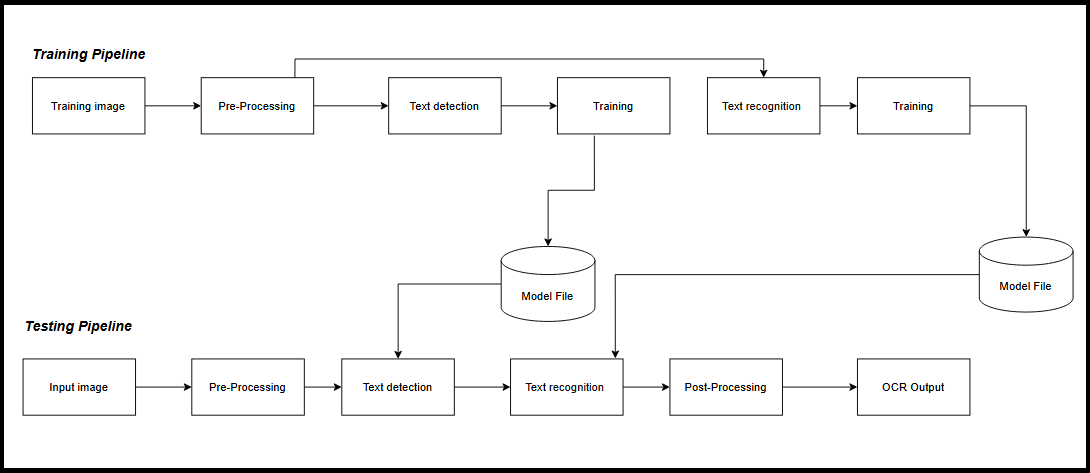 Training Pipeline
Training image
Pre-Processing
Text detection
Training
Text recognition
Training
Model File
Model File
Testing Pipeline
Input image
Pre-Processing
Text detection
Text recognition
Post-Processing
OCR Output